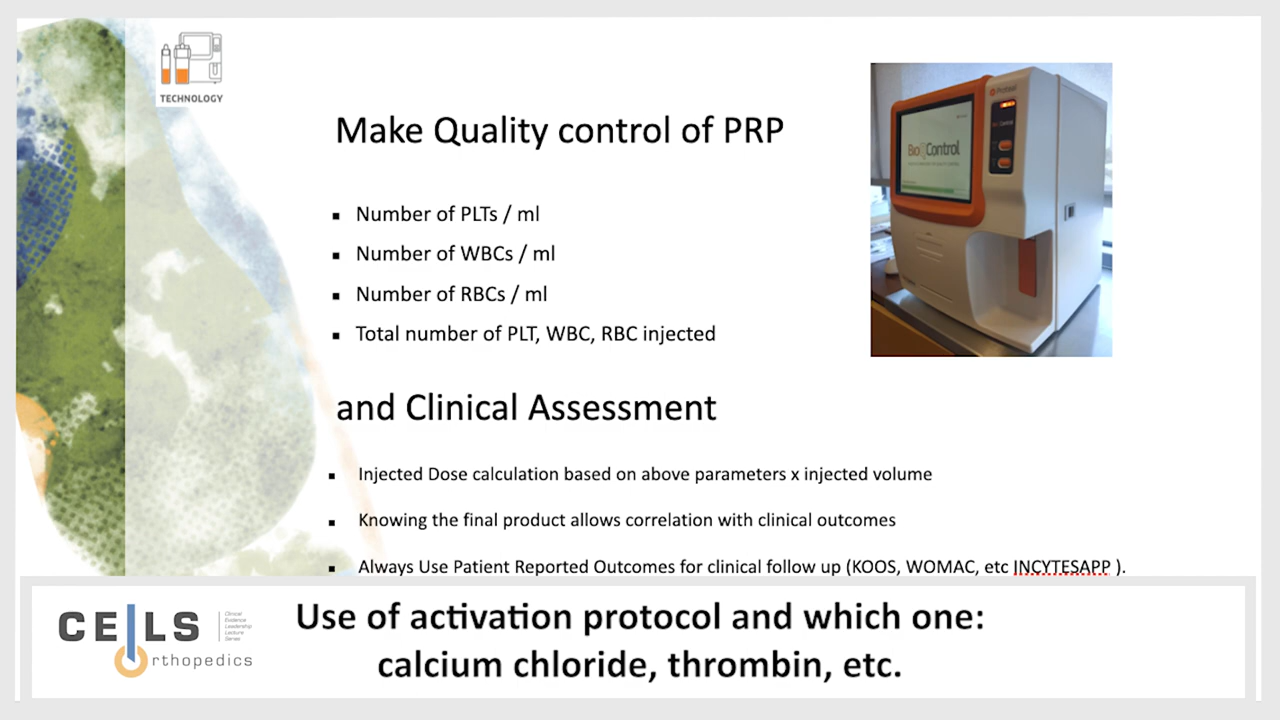 TECHNOLOGY
Make Quality control of PRP
▪ Number of PLTs / ml
▪ Number of WBCs / ml
▪ Number of RBCs / ml
▪ Total number of PLT, WBC, RBC injected
BioControl
and Clinical Assessment
▪ Injected Dose calculation based on above parameters x injected volume
▪ Knowing the final product allows correlation with clinical outcomes
▪ Always Use Patient Reported Outcomes for clinical follow up (KOOS, WOMAC, etc INCYTESAPP ).
CELLS
Orthopedics
Clinical
Evidence
Leadership
Lecture
Series
Use of activation protocol and which one:
calcium chloride, thrombin, etc.